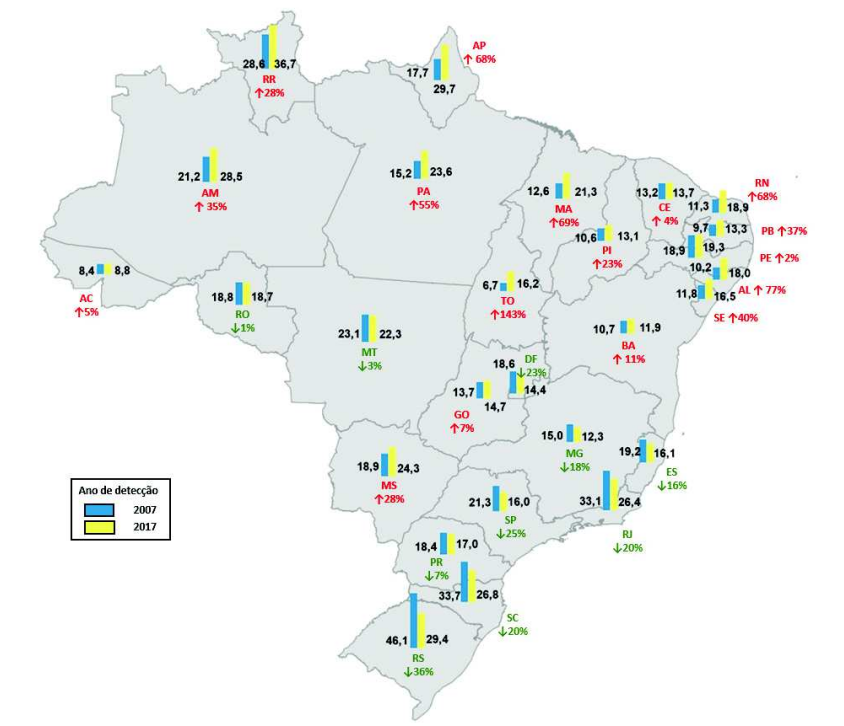 28,6 36,7
RR
↑28%
AP
↑ 68%
17,7
29,7
21,2 28,5
AM
↑ 35%
15,2 23,6
PA
↑55%
12,6 21,3
MA
↑69%
13,2 13,7
CE
↑ 4%
RN
↑68%
11,3 18,9
10,6 13,1
PI
↑23%
9,7 13,3
PB ↑37%
18,9 19,3
PE ↑2%
10,2 18,0
AL ↑ 77%
11,8 16,5
SE ↑40%
8,4 8,8
AC
↑5%
18,8 18,7
RO
↓1%
6,7 16,2
TO
↑143%
23,1 22,3
MT
↓3%
10,7 11,9
BA
↑ 11%
18,6
DF
↓23%
14,4
13,7
14,7
GO
↑7%
15,0 12,3
MG
↓18%
19,2 16,1
ES
↓16%
18,9 24,3
MS
↑28%
21,3 16,0
SP
↓25%
33,1 26,4
RJ
↓20%
18,4 17,0
PR
↓7%
33,7 26,8
SC
↓20%
46,1 29,4
RS
↓36%
Ano de detecção
2007
2017